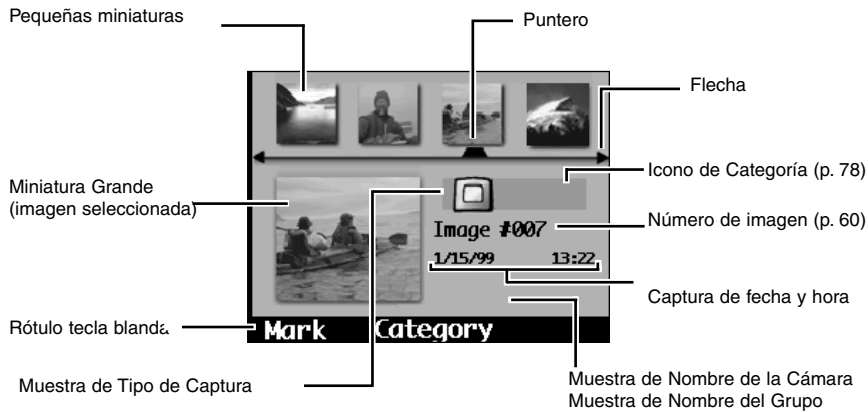 Pequeñas miniaturas
Puntero
Flecha
Icono de Categoría (p. 78)
Miniatura Grande
(imagen seleccionada)
Número de imagen (p. 60)
Image #007
1/15/99 13:22
Captura de fecha y hora
Rótulo tecla blanda
Mark Category
Muestra de Tipo de Captura
Muestra de Nombre de la Cámara
Muestra de Nombre del Grupo